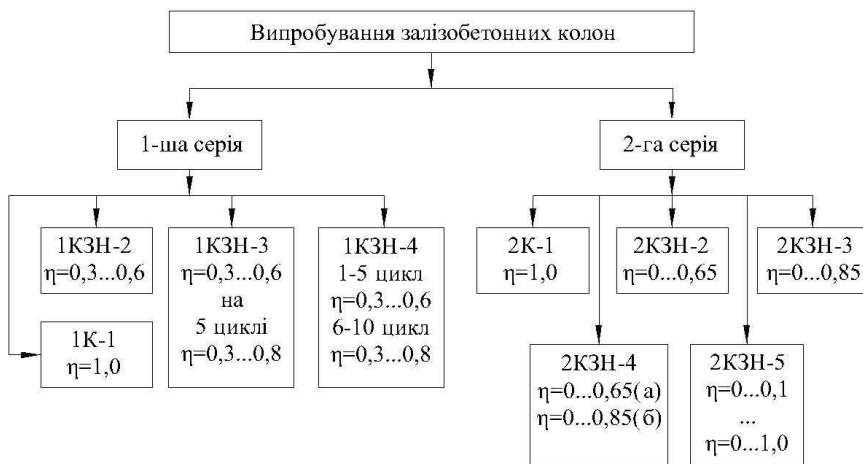 Випробування залізобетонних колон
1-ша серія
2-га серія
1КЗН-2
η=0,3...0,6
1КЗН-3
η=0,3...0,6
на
5 циклі
η=0,3...0,8
1КЗН-4
1-5 цикл
η=0,3...0,6
6-10 цикл
η=0,3...0,8
1К-1
η=1,0
2К-1
η=1,0
2КЗН-2
η=0...0,65
2КЗН-3
η=0...0,85
2КЗН-4
η=0...0,65(а)
η=0...0,85(б)
2КЗН-5
η=0...0,1
...
η=0...1,0